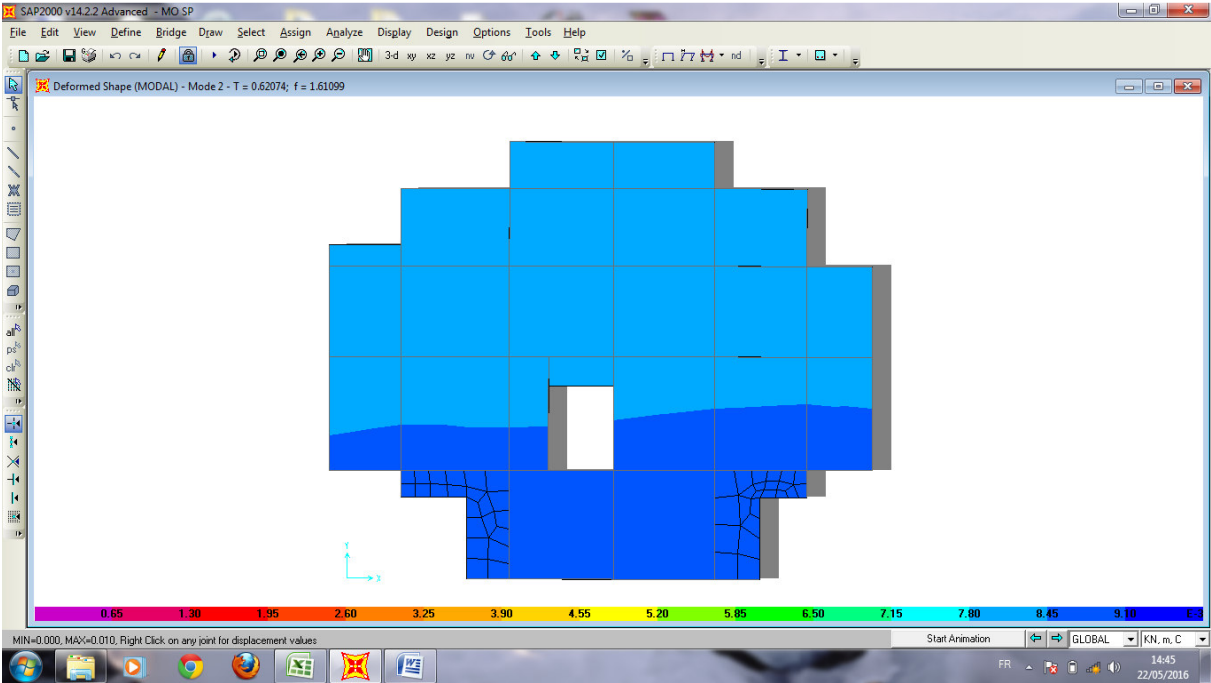 SAP2000 v14.2.2 Advanced - MO SP
File Edit View Define Bridge Draw Select Assign Analyze Display Design Options Tools Help
3-d xy xz yz nv nd
Deformed Shape (MODAL) - Mode 2 - T = 0.62074; f = 1.61099
all
ps
clr
Y
X
0.65 1.30 1.95 2.60 3.25 3.90 4.55 5.20 5.85 6.50 7.15 7.80 8.45 9.10 E-3
MIN=0.000, MAX=0.010, Right Click on any joint for displacement values Start Animation GLOBAL KN, m, C
FR 14:45
22/05/2016